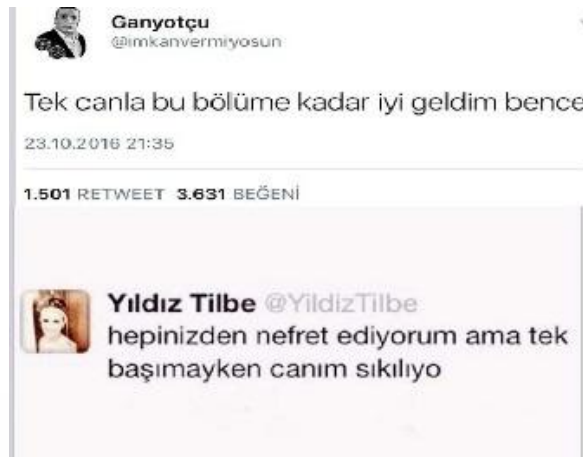 Ganyotçu
@imkanvermiyosun
Tek canla bu bölüme kadar iyi geldim bence
23.10.2016 21:35
1.501 RETWEET 3.631 BEĞENİ
Yıldız Tilbe @YildizTilbe
hepinizden nefret ediyorum ama tek
başımayken canım sıkılıyo